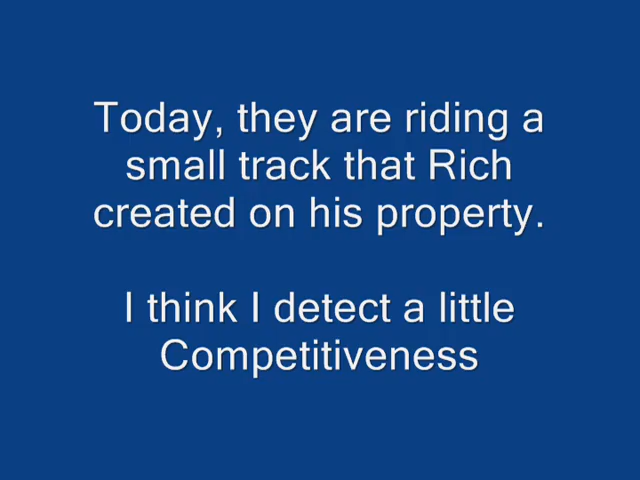 Today, they are riding a
small track that Rich
created on his property.
I think I detect a little
Competitiveness